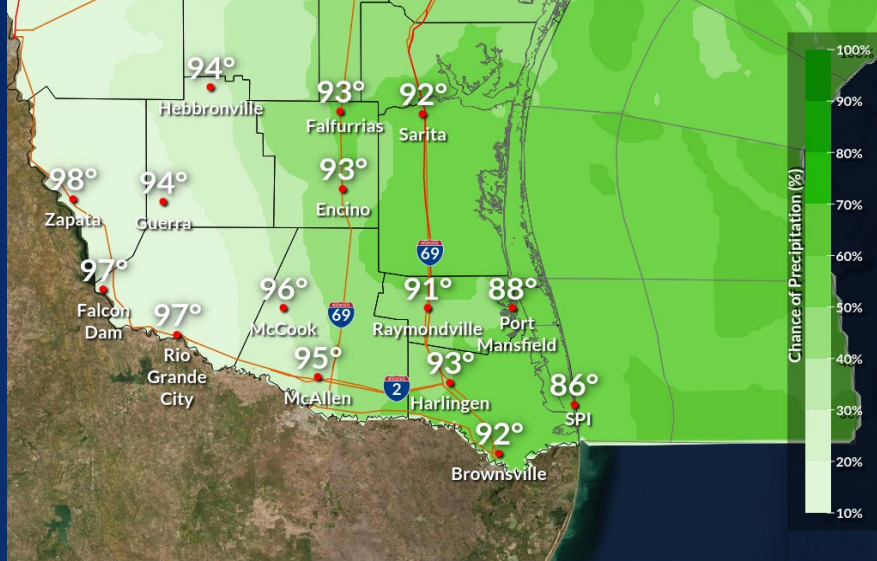 94°
Hebbronville
93°
Falfurrias
92°
Sarita
98°
Zapata
94°
Guerra
93°
Encino
69
97°
Falcon
Dam
97°
Rio
Grande
City
96°
McCook
69
91°
Raymondville
88°
Port
Mansfield
95°
McAllen
2
93°
Harlingen
86°
SPI
92°
Brownsville
Chance of Precipitation (%)
100%
90%
80%
70%
60%
50%
40%
30%
20%
10%